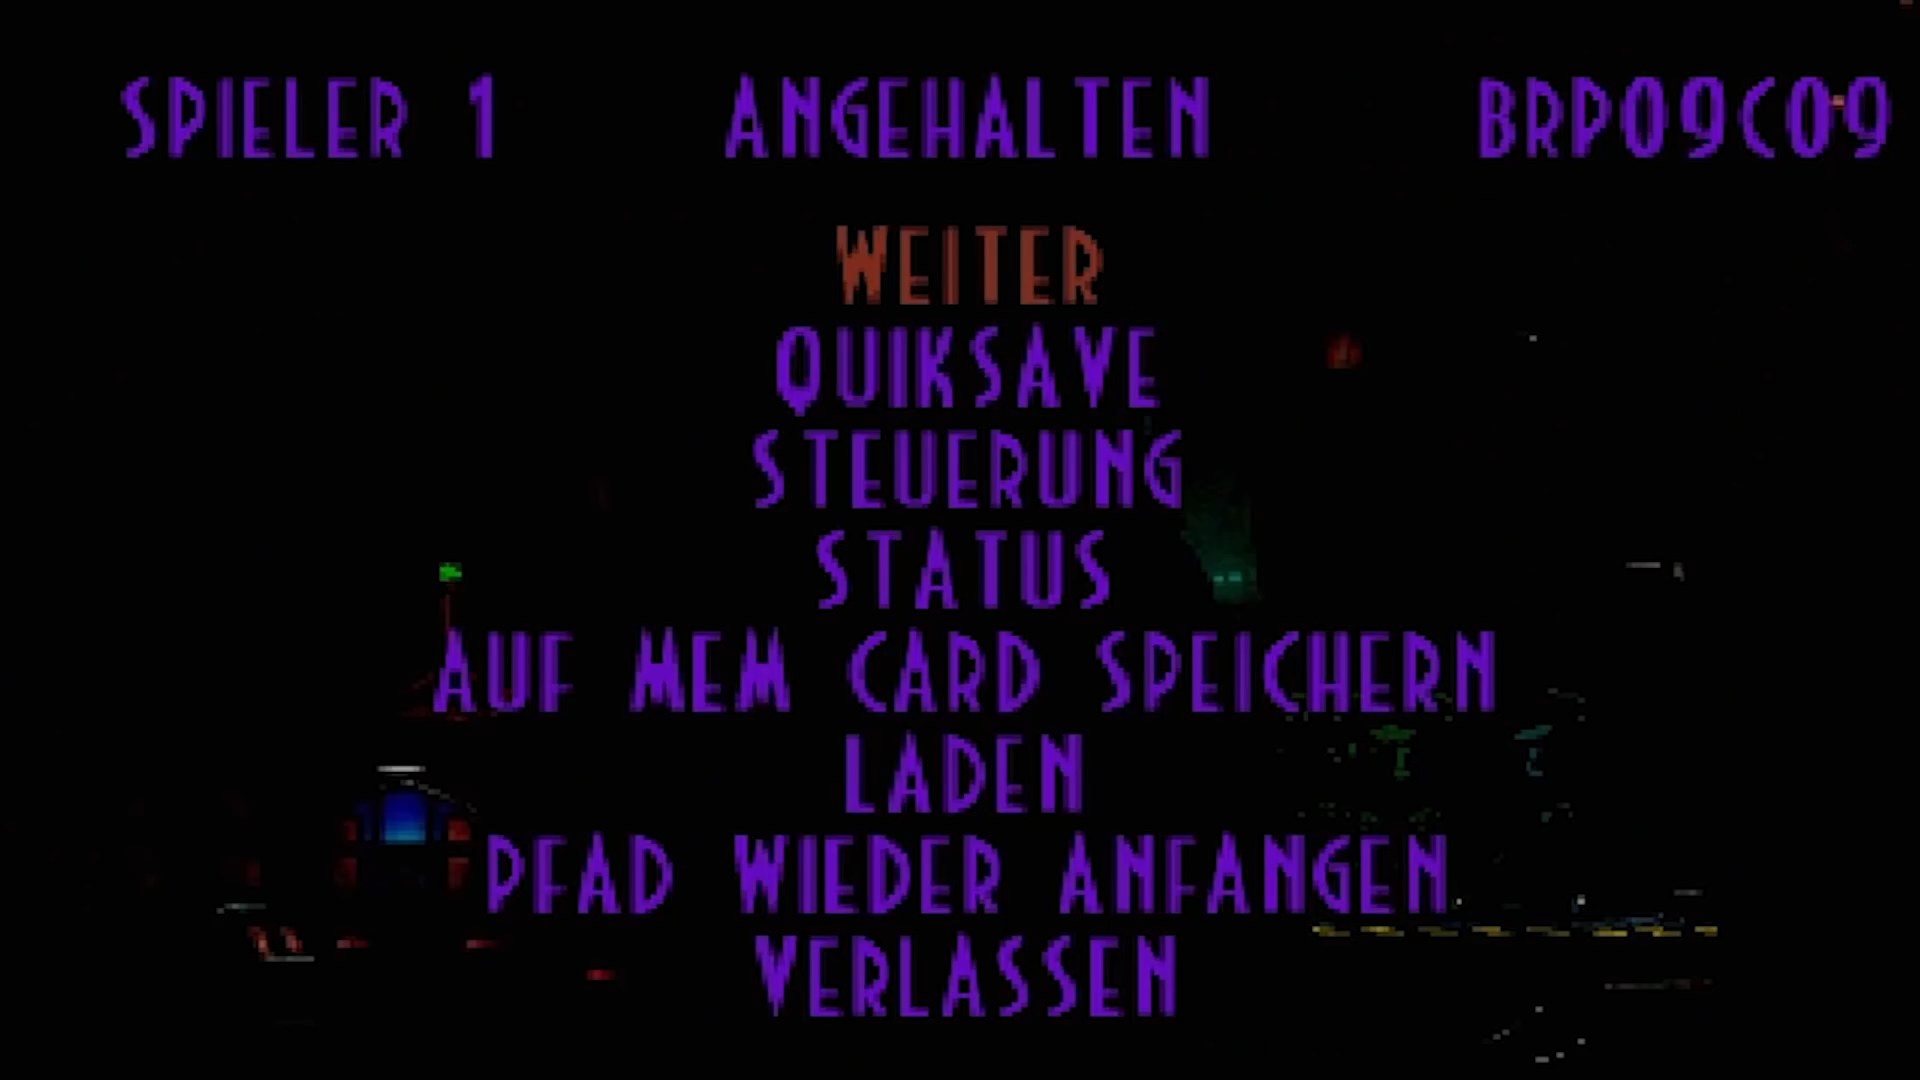 SPIELER 1 ANGEHALTEN BRP09C09
WEITER
QUIKSAVE
STEUERUNG
STATUS
AUF MEM CARD SPEICHERN
LADEN
PFAD WIEDER ANFANGEN
VERLASSEN